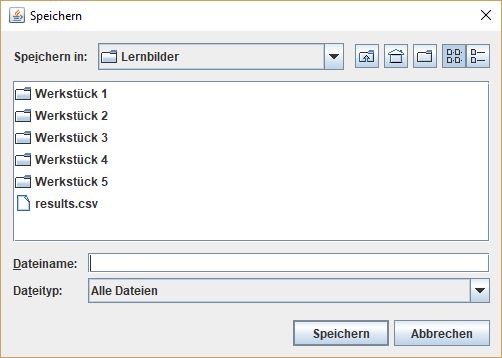 Speichern
Speichern in: Lernbilder
Werkstück 1
Werkstück 2
Werkstück 3
Werkstück 4
Werkstück 5
results.csv
Dateiname:
Dateityp: Alle Dateien
Speichern Abbrechen